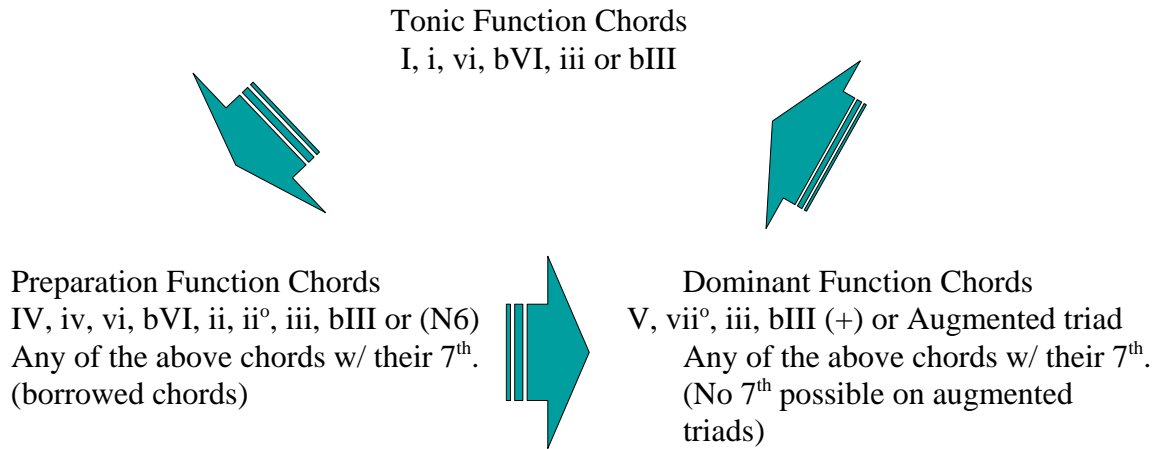 Tonic Function Chords
I, i, vi, bVI, iii or bIII
Preparation Function Chords
IV, iv, vi, bVI, ii, iiº, iii, bIII or (N6)
Any of the above chords w/ their 7th.
(borrowed chords)
Dominant Function Chords
V, viiº, iii, bIII (+) or Augmented triad
Any of the above chords w/ their 7th.
(No 7th possible on augmented
triads)